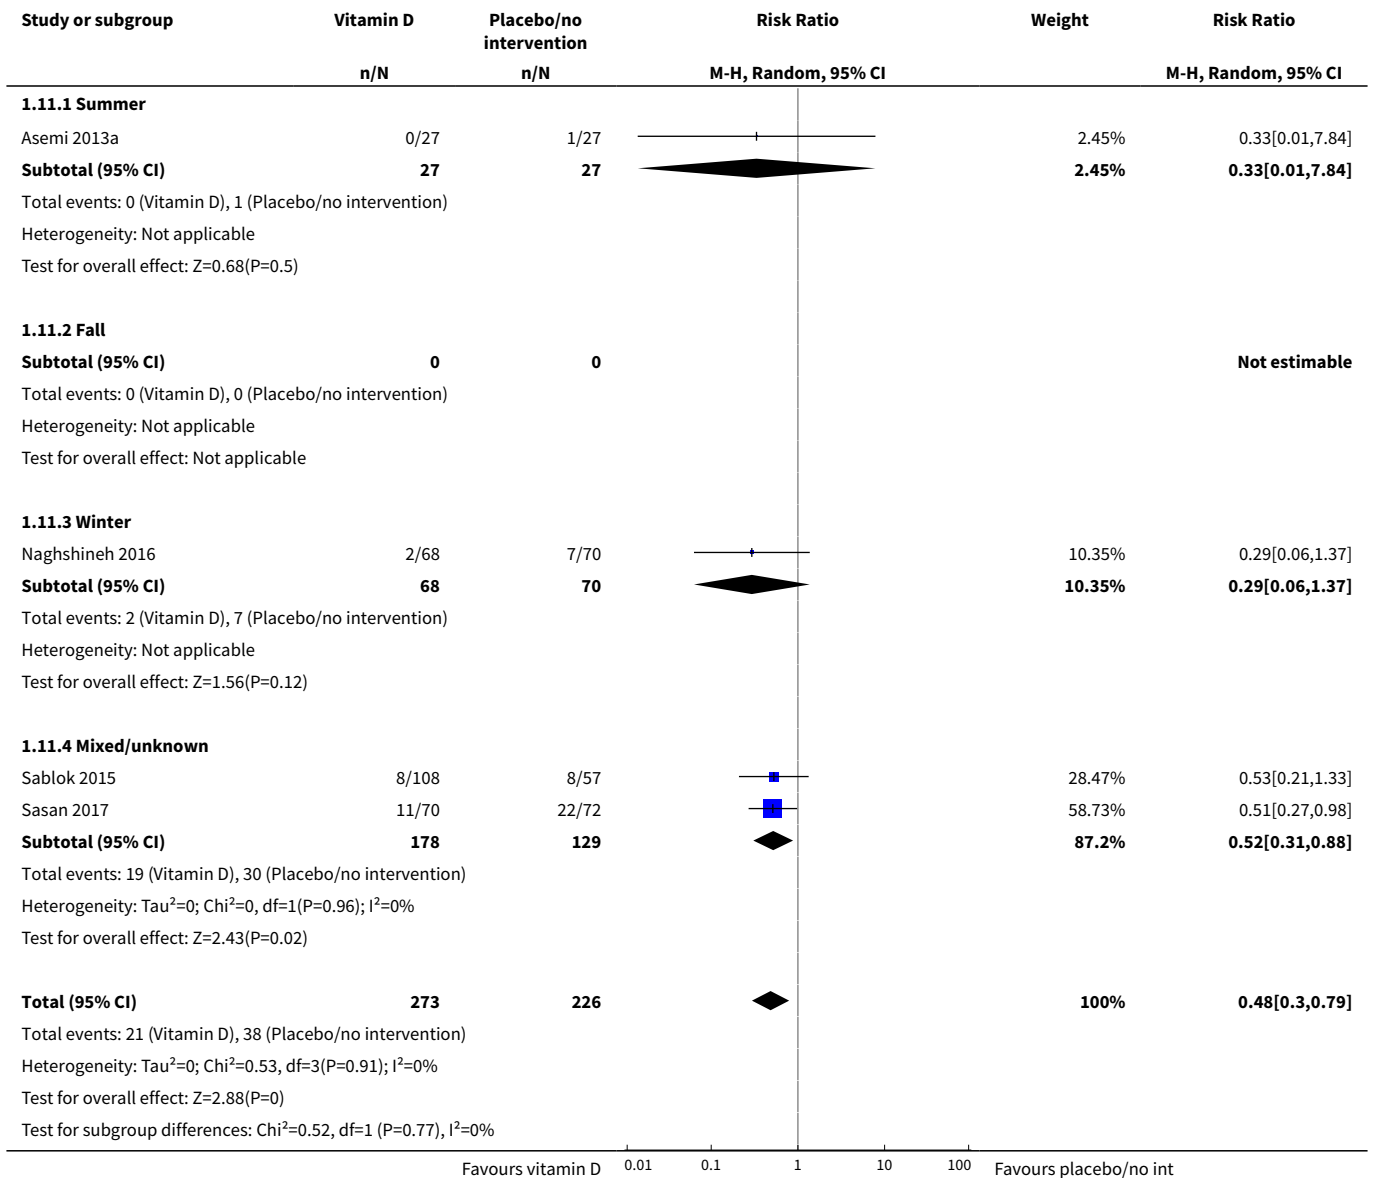 Study or subgroup Vitamin D Placebo/no intervention Risk Ratio Weight Risk Ratio
n/N n/N M-H, Random, 95% CI M-H, Random, 95% CI
1.11.1 Summer
Asemi 2013a 0/27 1/27 2.45% 0.33[0.01,7.84]
Subtotal (95% CI) 27 27 2.45% 0.33[0.01,7.84]
Total events: 0 (Vitamin D), 1 (Placebo/no intervention)
Heterogeneity: Not applicable
Test for overall effect: Z=0.68(P=0.5)
1.11.2 Fall
Subtotal (95% CI) 0 0 Not estimable
Total events: 0 (Vitamin D), 0 (Placebo/no intervention)
Heterogeneity: Not applicable
Test for overall effect: Not applicable
1.11.3 Winter
Naghshineh 2016 2/68 7/70 10.35% 0.29[0.06,1.37]
Subtotal (95% CI) 68 70 10.35% 0.29[0.06,1.37]
Total events: 2 (Vitamin D), 7 (Placebo/no intervention)
Heterogeneity: Not applicable
Test for overall effect: Z=1.56(P=0.12)
1.11.4 Mixed/unknown
Sablok 2015 8/108 8/57 28.47% 0.53[0.21,1.33]
Sasan 2017 11/70 22/72 58.73% 0.51[0.27,0.98]
Subtotal (95% CI) 178 129 87.2% 0.52[0.31,0.88]
Total events: 19 (Vitamin D), 30 (Placebo/no intervention)
Heterogeneity: Tau²=0; Chi²=0, df=1(P=0.96); I²=0%
Test for overall effect: Z=2.43(P=0.02)
Total (95% CI) 273 226 100% 0.48[0.3,0.79]
Total events: 21 (Vitamin D), 38 (Placebo/no intervention)
Heterogeneity: Tau²=0; Chi²=0.53, df=3(P=0.91); I²=0%
Test for overall effect: Z=2.88(P=0)
Test for subgroup differences: Chi²=0.52, df=1 (P=0.77), I²=0%
Favours vitamin D 0.01 0.1 1 10 100 Favours placebo/no int